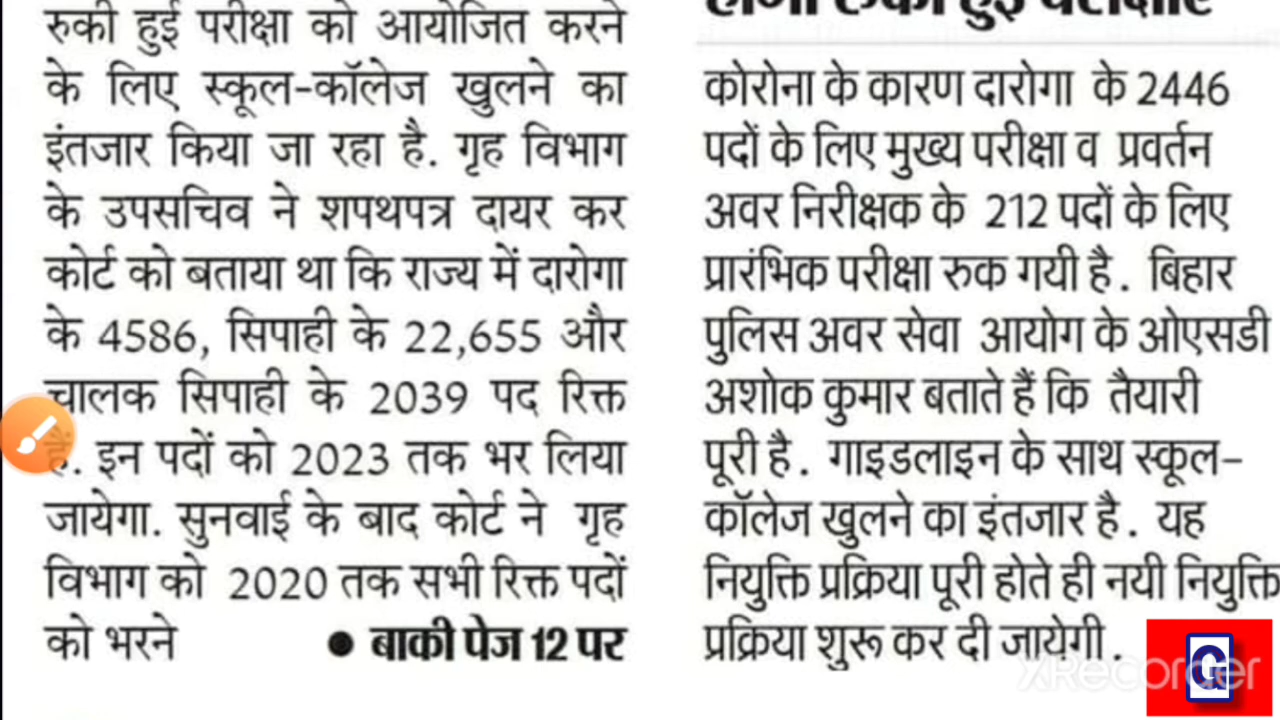 रुकी हुई परीक्षा को आयोजित करने
के लिए स्कूल-कॉलेज खुलने का
इंतजार किया जा रहा है. गृह विभाग
के उपसचिव ने शपथपत्र दायर कर
कोर्ट को बताया था कि राज्य में दारोगा
के 4586, सिपाही के 22,655 और
चालक सिपाही के 2039 पद रिक्त
हैं. इन पदों को 2023 तक भर लिया
जायेगा. सुनवाई के बाद कोर्ट ने गृह
विभाग को 2020 तक सभी रिक्त पदों
को भरने ● बाकी पेज 12 पर
कोरोना के कारण दारोगा के 2446
पदों के लिए मुख्य परीक्षा व प्रवर्तन
अवर निरीक्षक के 212 पदों के लिए
प्रारंभिक परीक्षा रुक गयी है. बिहार
पुलिस अवर सेवा आयोग के ओएसडी
अशोक कुमार बताते हैं कि तैयारी
पूरी है. गाइडलाइन के साथ स्कूल-
कॉलेज खुलने का इंतजार है. यह
नियुक्ति प्रक्रिया पूरी होते ही नयी नियुक्ति
प्रक्रिया शुरू कर दी जायेगी.
XRecorder
G